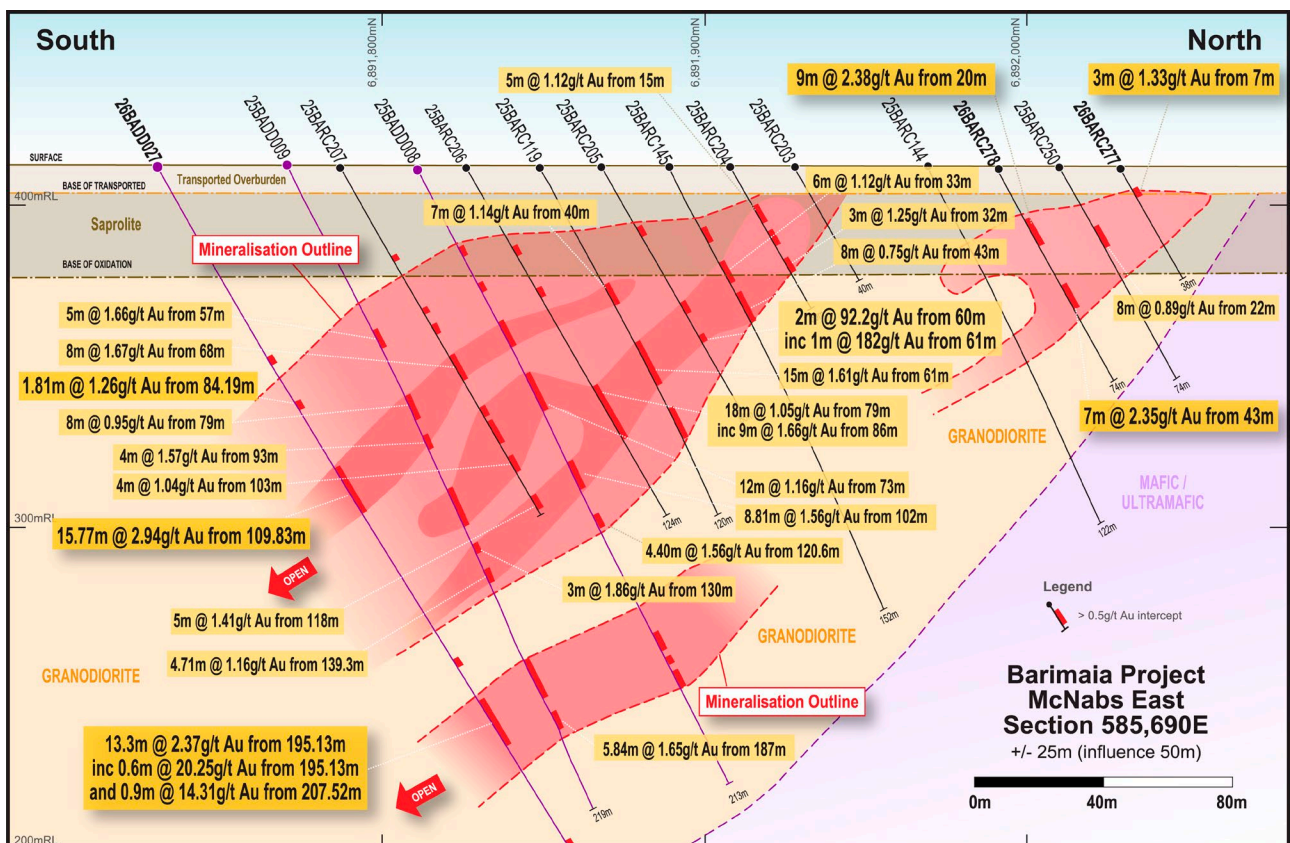 South
North
6,891,800mN
6,891,900mN
6,892,000mN
5m @ 1.12g/t Au from 15m
9m @ 2.38g/t Au from 20m
3m @ 1.33g/t Au from 7m
26BADD027
25BADD009
25BARC207
25BADD008
25BARC206
25BARC119
25BARC205
25BARC145
25BARC204
25BARC203
25BARC144
26BARC278
25BARC250
26BARC277
SURFACE
BASE OF TRANSPORTED
Transported Overburden
400mRL
Saprolite
BASE OF OXIDATION
Mineralisation Outline
7m @ 1.14g/t Au from 40m
6m @ 1.12g/t Au from 33m
3m @ 1.25g/t Au from 32m
8m @ 0.75g/t Au from 43m
40m
38m
8m @ 0.89g/t Au from 22m
5m @ 1.66g/t Au from 57m
8m @ 1.67g/t Au from 68m
1.81m @ 1.26g/t Au from 84.19m
8m @ 0.95g/t Au from 79m
4m @ 1.57g/t Au from 93m
4m @ 1.04g/t Au from 103m
15.77m @ 2.94g/t Au from 109.83m
2m @ 92.2g/t Au from 60m
inc 1m @ 182g/t Au from 61m
15m @ 1.61g/t Au from 61m
18m @ 1.05g/t Au from 79m
inc 9m @ 1.66g/t Au from 86m
74m
74m
7m @ 2.35g/t Au from 43m
GRANODIORITE
MAFIC /
ULTRAMAFIC
12m @ 1.16g/t Au from 73m
8.81m @ 1.56g/t Au from 102m
4.40m @ 1.56g/t Au from 120.6m
3m @ 1.86g/t Au from 130m
300mRL
124m
120m
122m
152m
OPEN
5m @ 1.41g/t Au from 118m
4.71m @ 1.16g/t Au from 139.3m
GRANODIORITE
GRANODIORITE
Mineralisation Outline
Legend
> 0.5g/t Au intercept
13.3m @ 2.37g/t Au from 195.13m
inc 0.6m @ 20.25g/t Au from 195.13m
and 0.9m @ 14.31g/t Au from 207.52m
OPEN
5.84m @ 1.65g/t Au from 187m
219m
213m
200mRL
Barimaia Project
McNabs East
Section 585,690E
+/- 25m (influence 50m)
0m
40m
80m